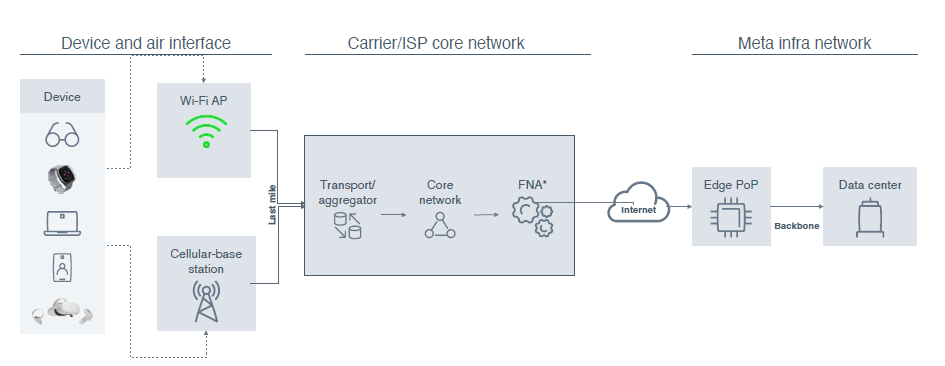 Device and air interface
Carrier/ISP core network
Meta infra network
Device
Wi-Fi AP
Cellular-base
station
Last mile
Transport/
aggregator
Core
network
FNA*
Internet
Edge PoP
Backbone
Data center